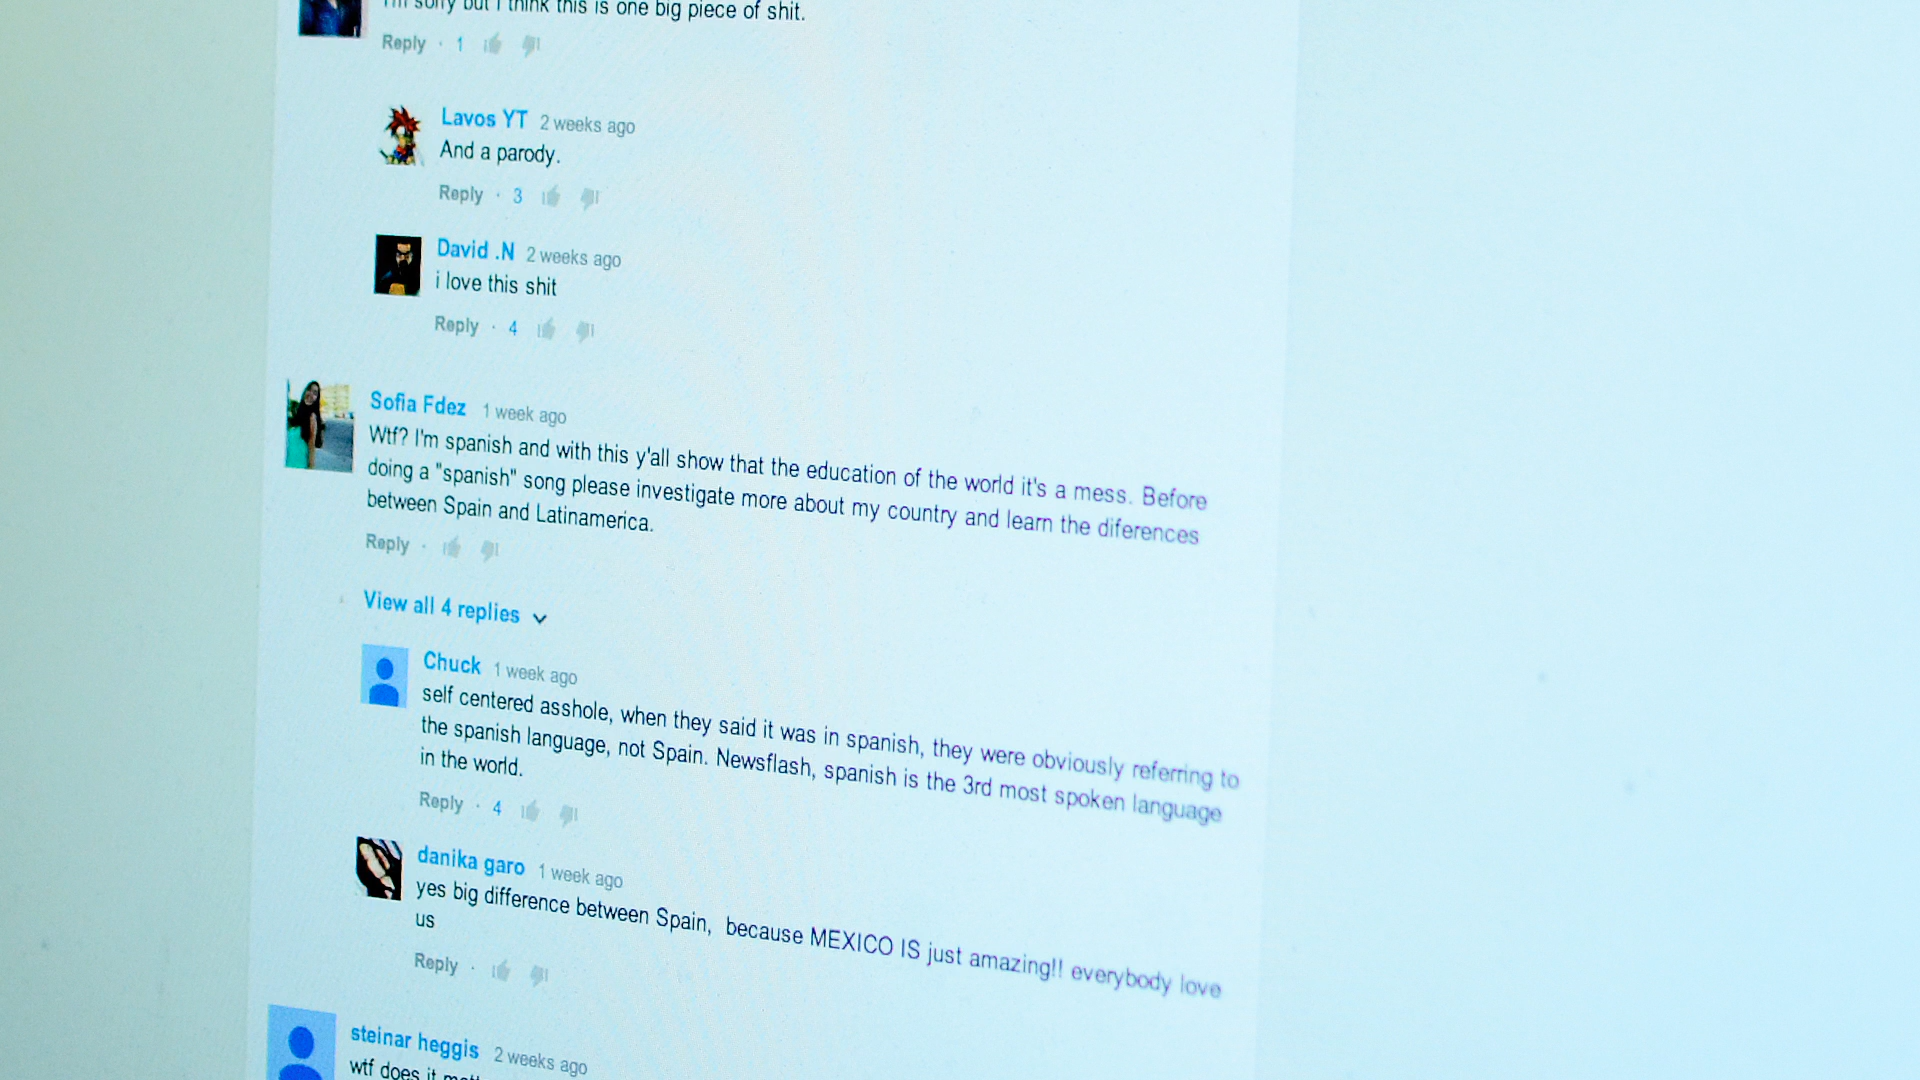 I'm sorry but I think this is one big piece of shit.
Reply · 1
Lavos YT 2 weeks ago
And a parody.
Reply · 3
David .N 2 weeks ago
i love this shit
Reply · 4
Sofia Fdez 1 week ago
Wtf? I'm spanish and with this y'all show that the education of the world it's a mess. Before
doing a "spanish" song please investigate more about my country and learn the diferences
between Spain and Latinamerica.
Reply ·
View all 4 replies
Chuck 1 week ago
self centered asshole, when they said it was in spanish, they were obviously referring to
the spanish language, not Spain. Newsflash, spanish is the 3rd most spoken language
in the world.
Reply · 4
danika garo 1 week ago
yes big difference between Spain, because MEXICO IS just amazing!! everybody love
us
Reply ·
steinar heggis 2 weeks ago
wtf does it